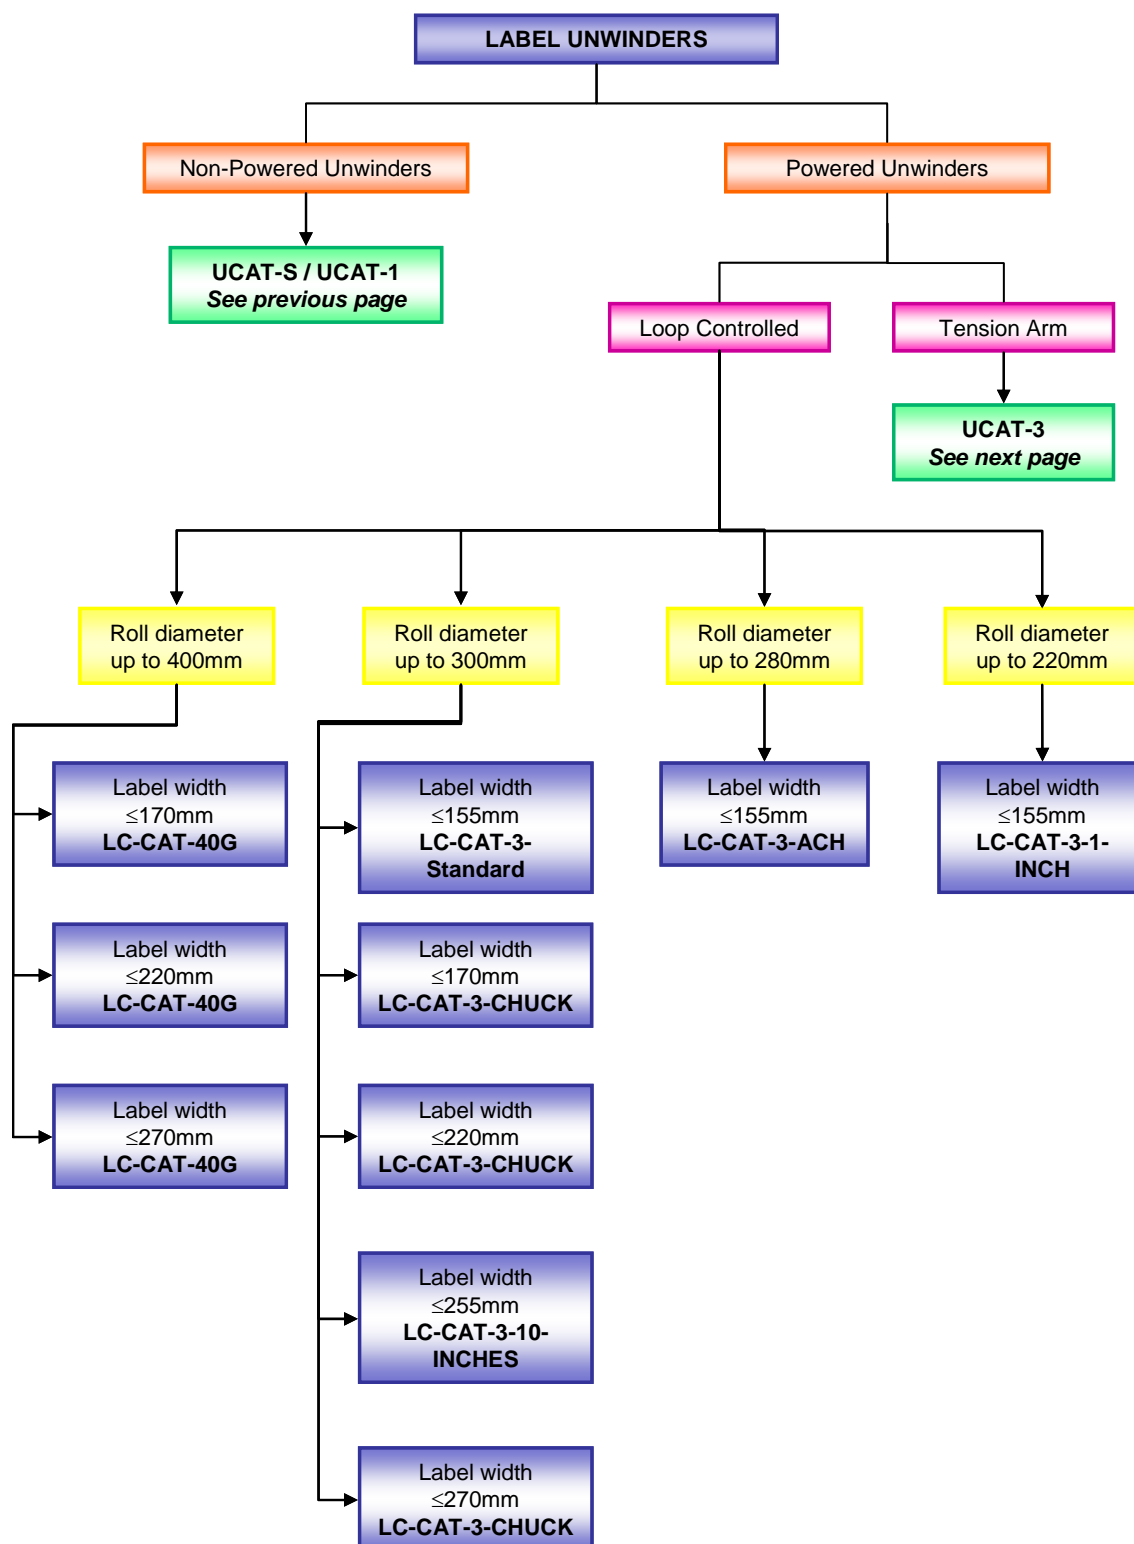 LABEL UNWINDERS
Non-Powered Unwinders
Powered Unwinders
UCAT-S / UCAT-1
See previous page
Loop Controlled
Tension Arm
UCAT-3
See next page
Roll diameter
up to 400mm
Roll diameter
up to 300mm
Roll diameter
up to 280mm
Roll diameter
up to 220mm
Label width
≤170mm
LC-CAT-40G
Label width
≤155mm
LC-CAT-3-
Standard
Label width
≤155mm
LC-CAT-3-ACH
Label width
≤155mm
LC-CAT-3-1-
INCH
Label width
≤220mm
LC-CAT-40G
Label width
≤170mm
LC-CAT-3-CHUCK
Label width
≤270mm
LC-CAT-40G
Label width
≤220mm
LC-CAT-3-CHUCK
Label width
≤255mm
LC-CAT-3-10-
INCHES
Label width
≤270mm
LC-CAT-3-CHUCK